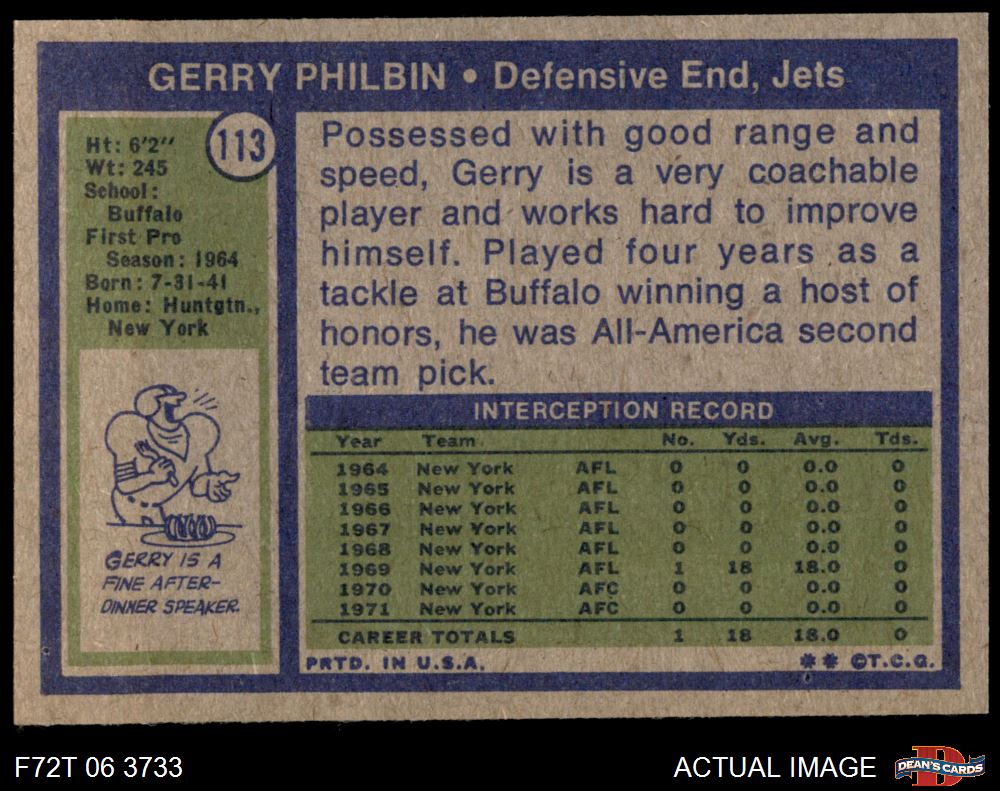 GERRY PHILBIN • Defensive End, Jets
113
Ht: 6'2"
Wt: 245
School:
Buffalo
First Pro
Season: 1964
Born: 7-31-41
Home: Huntgtn.,
New York
GERRY IS A
FINE AFTER-
DINNER SPEAKER.
Possessed with good range and
speed, Gerry is a very coachable
player and works hard to improve
himself. Played four years as a
tackle at Buffalo winning a host of
honors, he was All-America second
team pick.
INTERCEPTION RECORD
Year Team No. Yds. Avg. Tds.
1964 New York AFL 0 0 0.0 0
1965 New York AFL 0 0 0.0 0
1966 New York AFL 0 0 0.0 0
1967 New York AFL 0 0 0.0 0
1968 New York AFL 0 0 0.0 0
1969 New York AFL 1 18 18.0 0
1970 New York AFC 0 0 0.0 0
1971 New York AFC 0 0 0.0 0
CAREER TOTALS 1 18 18.0 0
PRTD. IN U.S.A. ** ©T.C.G.
F72T 06 3733 ACTUAL IMAGE DEAN'S CARDS